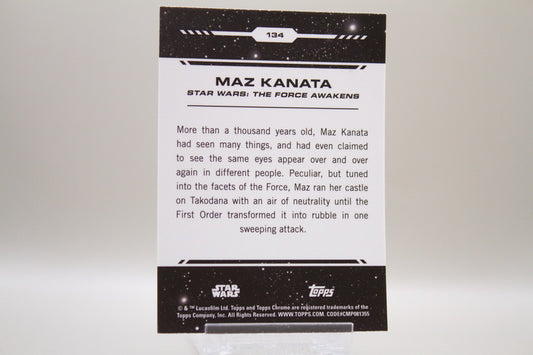 134
MAZ KANATA
STAR WARS: THE FORCE AWAKENS
More than a thousand years old, Maz Kanata
had seen many things, and had even claimed
to see the same eyes appear over and over
again in different people. Peculiar, but tuned
into the facets of the Force, Maz ran her castle
on Takodana with an air of neutrality until the
First Order transformed it into rubble in one
sweeping attack.
STAR
WARS
Topps
© & ™ Lucasfilm Ltd. Topps and Topps Chrome are registered trademarks of The
Topps Company, Inc. All Rights Reserved. WWW.TOPPS.COM. CODE#CMP081355